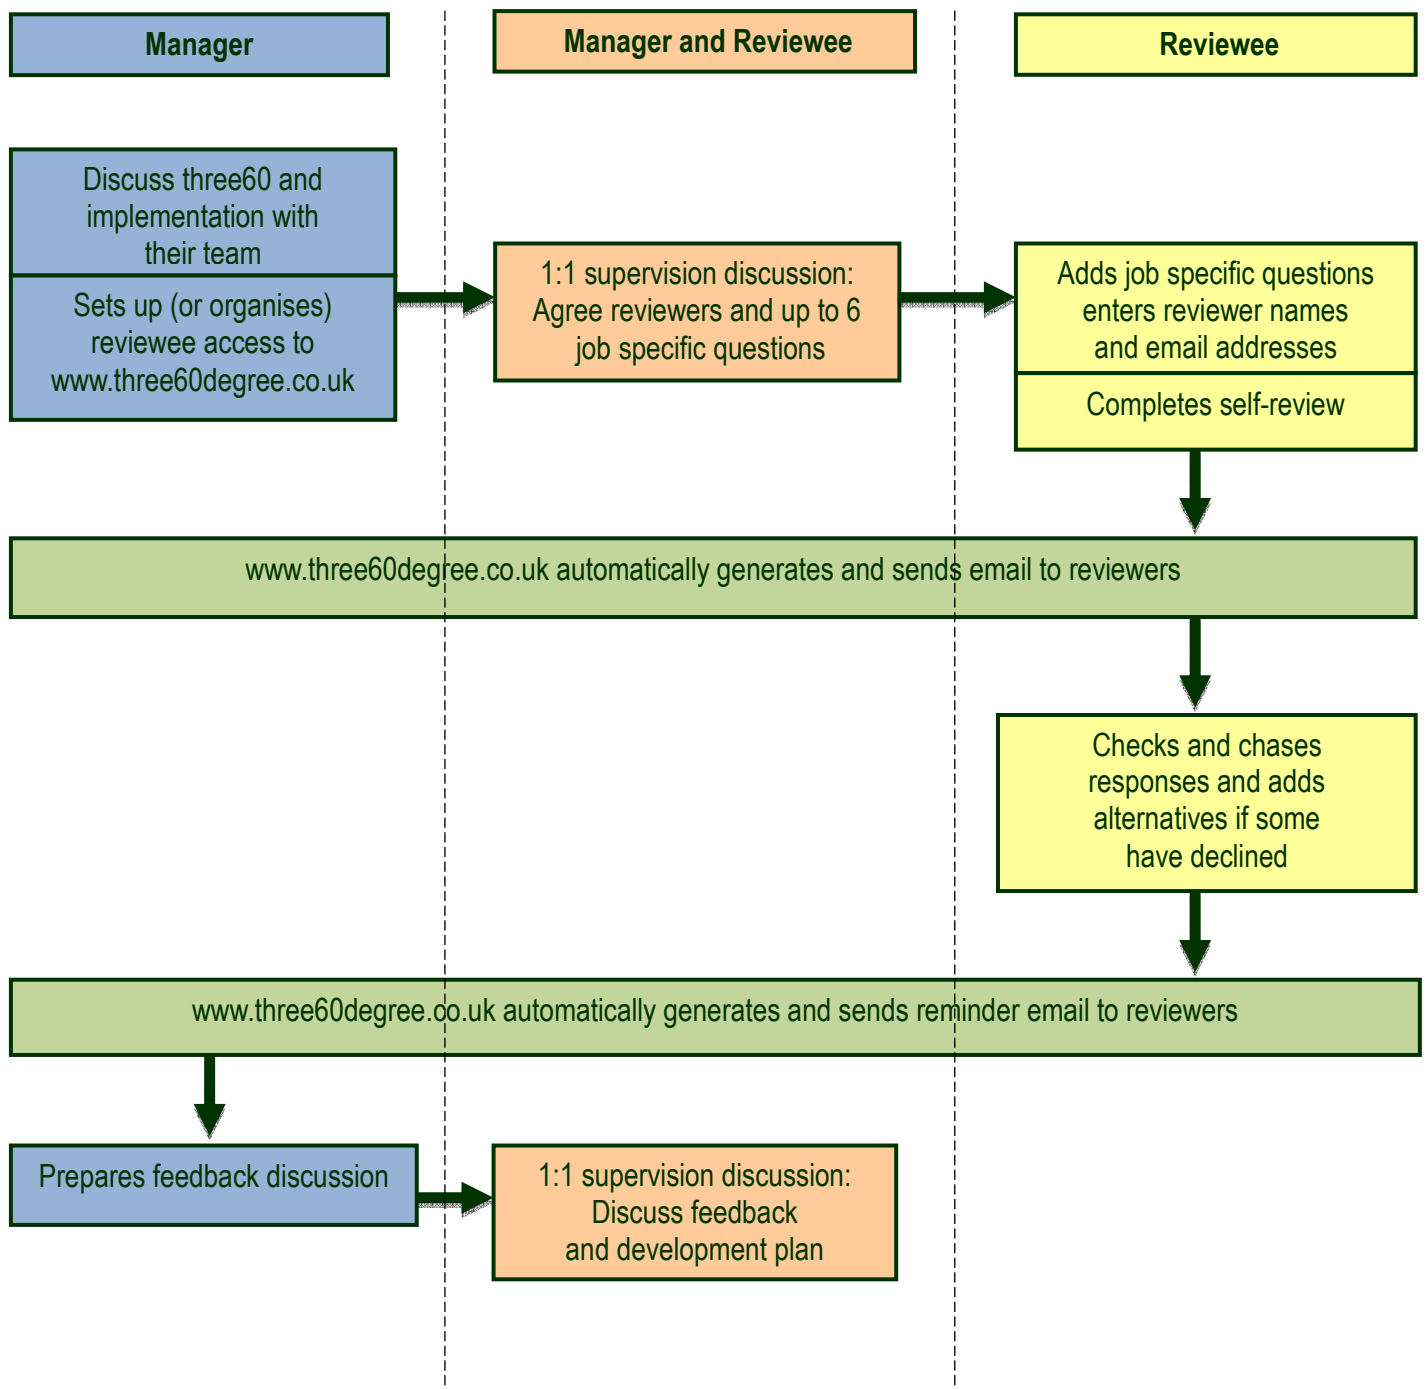 Manager
Manager and Reviewee
Reviewee
Discuss three60 and
implementation with
their team
Sets up (or organises)
reviewee access to
www.three60degree.co.uk
1:1 supervision discussion:
Agree reviewers and up to 6
job specific questions
Adds job specific questions
enters reviewer names
and email addresses
Completes self-review
www.three60degree.co.uk automatically generates and sends email to reviewers
Checks and chases
responses and adds
alternatives if some
have declined
www.three60degree.co.uk automatically generates and sends reminder email to reviewers
Prepares feedback discussion
1:1 supervision discussion:
Discuss feedback
and development plan